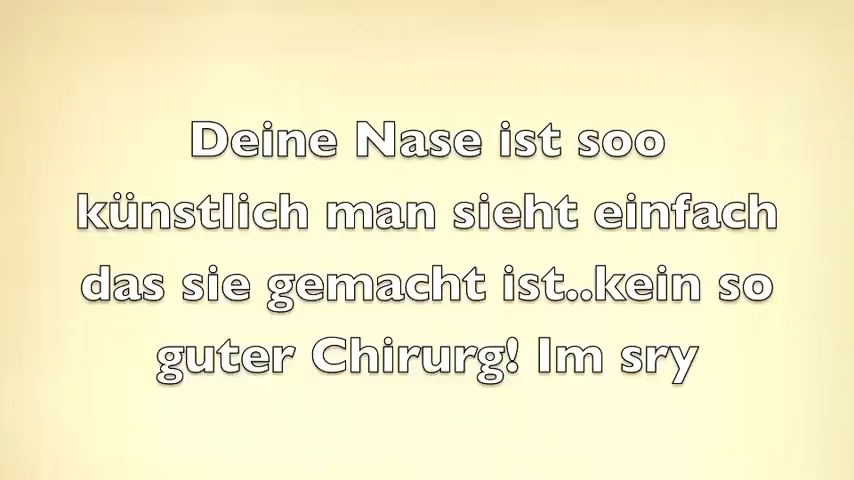 Deine Nase ist soo
künstlich man sieht einfach
das sie gemacht ist..kein so
guter Chirurg! Im sry